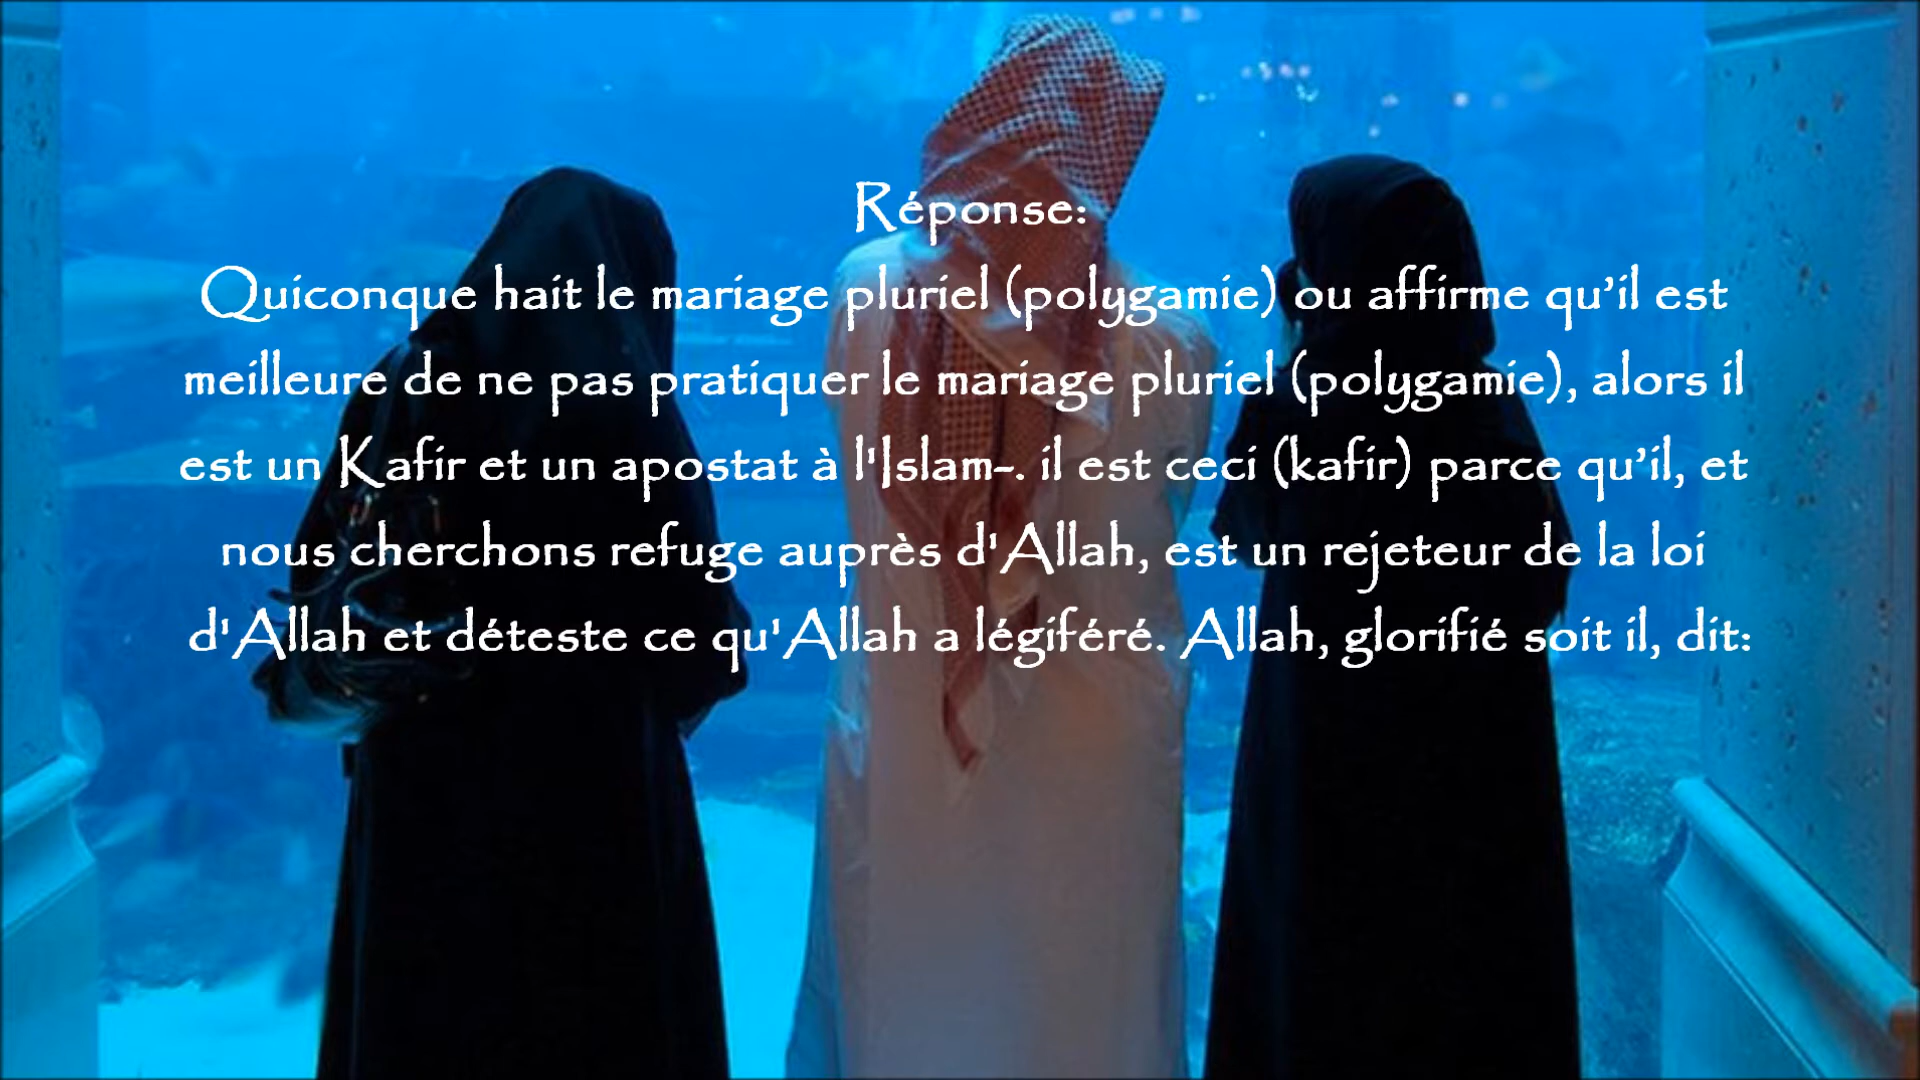 Réponse:
Quiconque hait le mariage pluriel (polygamie) ou affirme qu’il est
meilleure de ne pas pratiquer le mariage pluriel (polygamie), alors il
est un Kafir et un apostat à l'Islam-. il est ceci (kafir) parce qu’il, et
nous cherchons refuge auprès d'Allah, est un rejeteur de la loi
d'Allah et déteste ce qu'Allah a légiféré. Allah, glorifié soit il, dit: